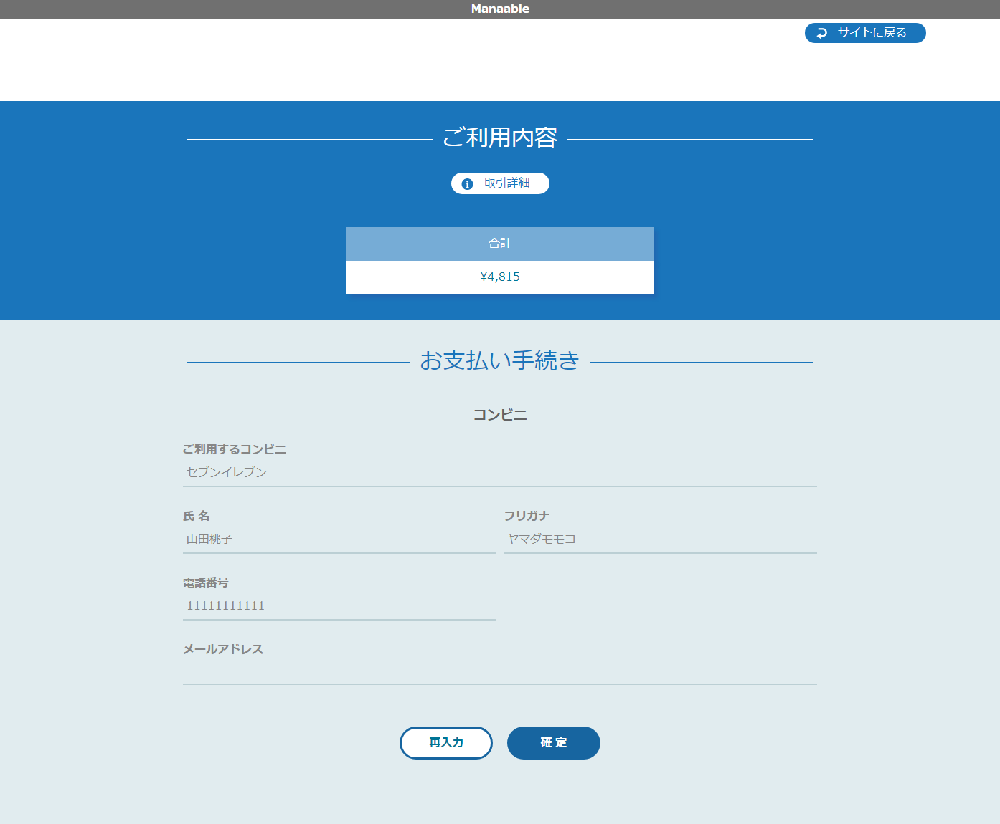 Manaable
サイトに戻る
ご利用内容
取引詳細
合計
¥4,815
お支払い手続き
コンビニ
ご利用するコンビニ
セブンイレブン
氏 名
フリガナ
山田桃子
ヤマダモモコ
電話番号
11111111111
メールアドレス
再入力
確 定